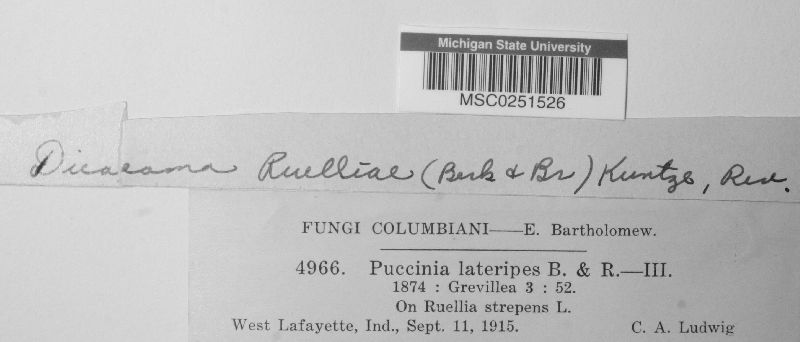 Michigan State University
MSC0251526
Dicaeoma Ruelliae (Berk & Br) Kuntze, Rev.
FUNGI COLUMBIANI——E. Bartholomew.
4966. Puccinia lateripes B. & R.—III.
1874 : Grevillea 3 : 52.
On Ruellia strepens L.
West Lafayette, Ind., Sept. 11, 1915. C. A. Ludwig